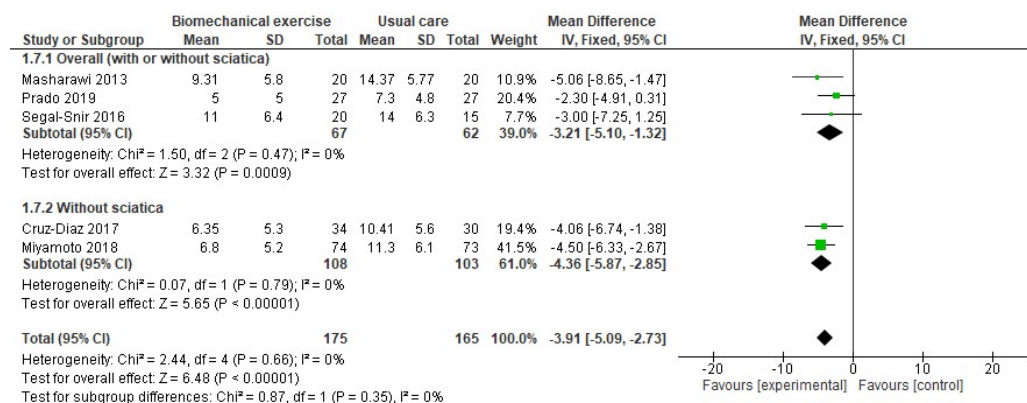 Biomechanical exercise Usual care Mean Difference Mean Difference
Study or Subgroup Mean SD Total Mean SD Total Weight IV, Fixed, 95% CI IV, Fixed, 95% CI
1.7.1 Overall (with or without sciatica)
Masharawi 2013 9.31 5.8 20 14.37 5.77 20 10.9% -5.06 [-8.65, -1.47]
Prado 2019 5 5 27 7.3 4.8 27 20.4% -2.30 [-4.91, 0.31]
Segal-Snir 2016 11 6.4 20 14 6.3 15 7.7% -3.00 [-7.25, 1.25]
Subtotal (95% CI) 67 62 39.0% -3.21 [-5.10, -1.32]
Heterogeneity: Chi² = 1.50, df = 2 (P = 0.47); I² = 0%
Test for overall effect: Z = 3.32 (P = 0.0009)
1.7.2 Without sciatica
Cruz-Diaz 2017 6.35 5.3 34 10.41 5.6 30 19.4% -4.06 [-6.74, -1.38]
Miyamoto 2018 6.8 5.2 74 11.3 6.1 73 41.5% -4.50 [-6.33, -2.67]
Subtotal (95% CI) 108 103 61.0% -4.36 [-5.87, -2.85]
Heterogeneity: Chi² = 0.07, df = 1 (P = 0.79); I² = 0%
Test for overall effect: Z = 5.65 (P < 0.00001)
Total (95% CI) 175 165 100.0% -3.91 [-5.09, -2.73]
Heterogeneity: Chi² = 2.44, df = 4 (P = 0.66); I² = 0%
Test for overall effect: Z = 6.48 (P < 0.00001)
Test for subgroup differences: Chi² = 0.87, df = 1 (P = 0.35), I² = 0%
-20 -10 0 10 20
Favours [experimental] Favours [control]